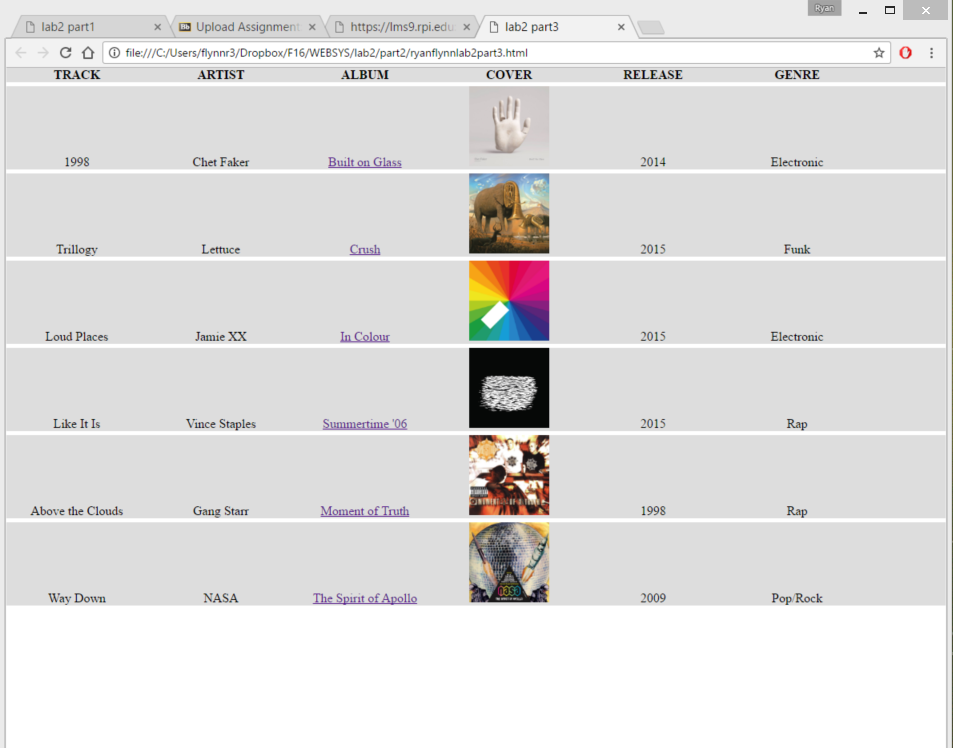 Ryan
lab2 part1
Upload Assignment:
https://lms9.rpi.edu:
lab2 part3
file:///C:/Users/flynnr3/Dropbox/F16/WEBSYS/lab2/part2/ryanflynnlab2part3.html
TRACK ARTIST ALBUM COVER RELEASE GENRE
1998 Chet Faker Built on Glass 2014 Electronic
Trillogy Lettuce Crush 2015 Funk
Loud Places Jamie XX In Colour 2015 Electronic
Like It Is Vince Staples Summertime '06 2015 Rap
Above the Clouds Gang Starr Moment of Truth 1998 Rap
Way Down NASA The Spirit of Apollo 2009 Pop/Rock